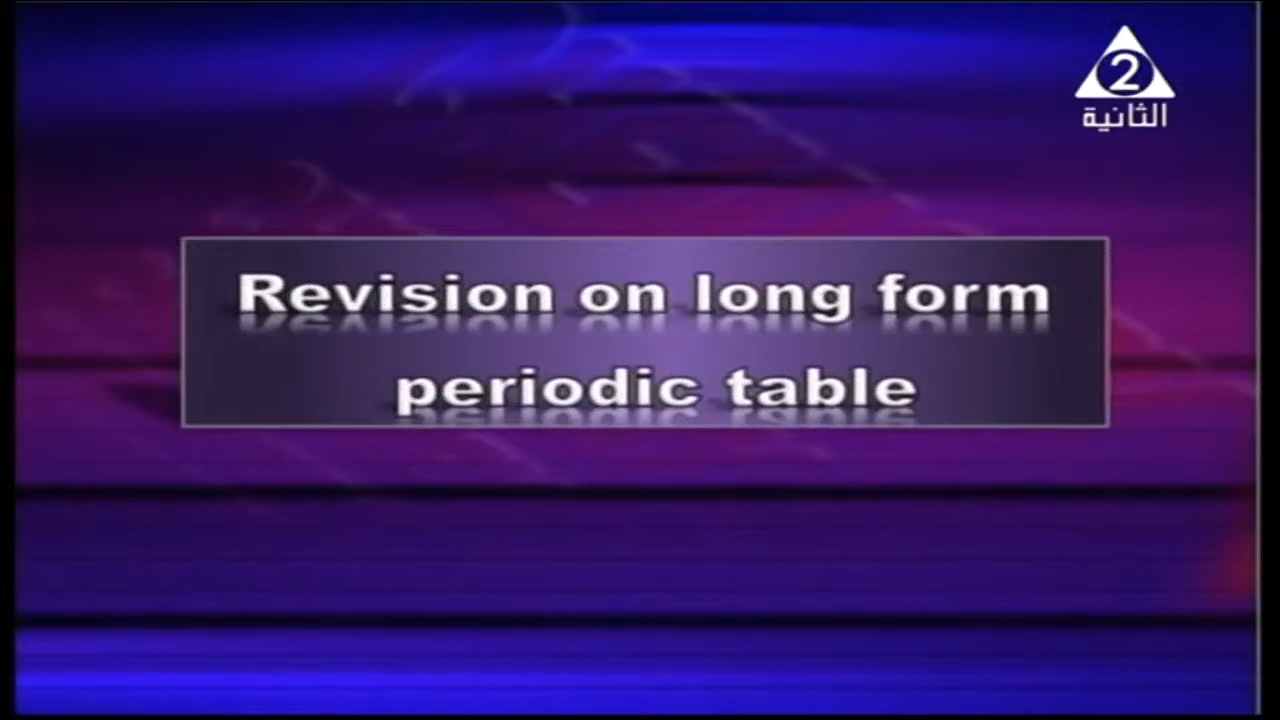 2
الثانية
Revision on long form
periodic table